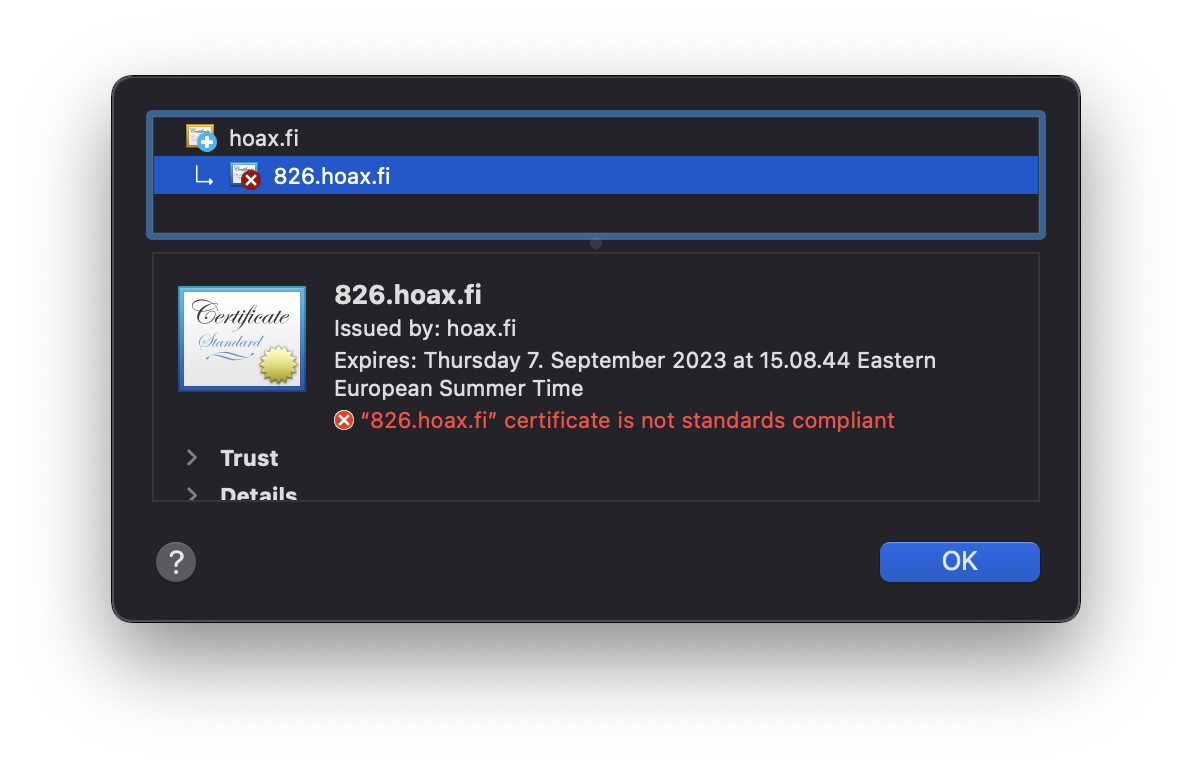 hoax.fi
826.hoax.fi
Certificate
Standard
826.hoax.fi
Issued by: hoax.fi
Expires: Thursday 7. September 2023 at 15.08.44 Eastern
European Summer Time
“826.hoax.fi” certificate is not standards compliant
Trust
Details
?
OK